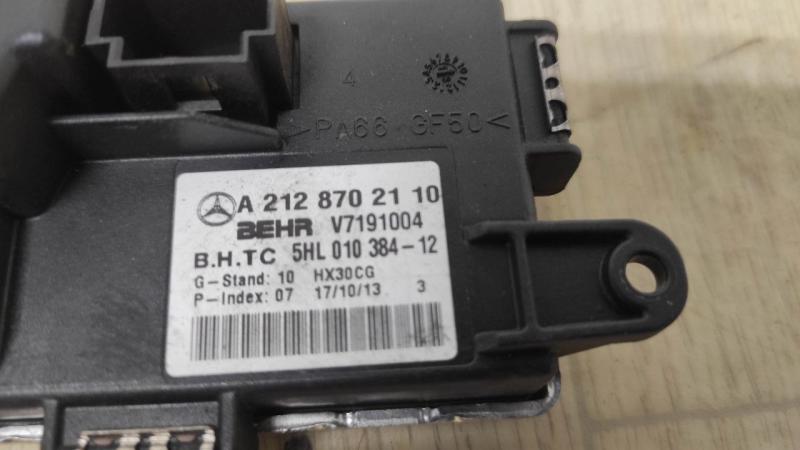 4
>PA66 GF50<
A 212 870 21 10
BEHR V7191004
B.H.TC 5HL 010 384-12
G-Stand: 10 HX30CG
P-Index: 07 17/10/13 3